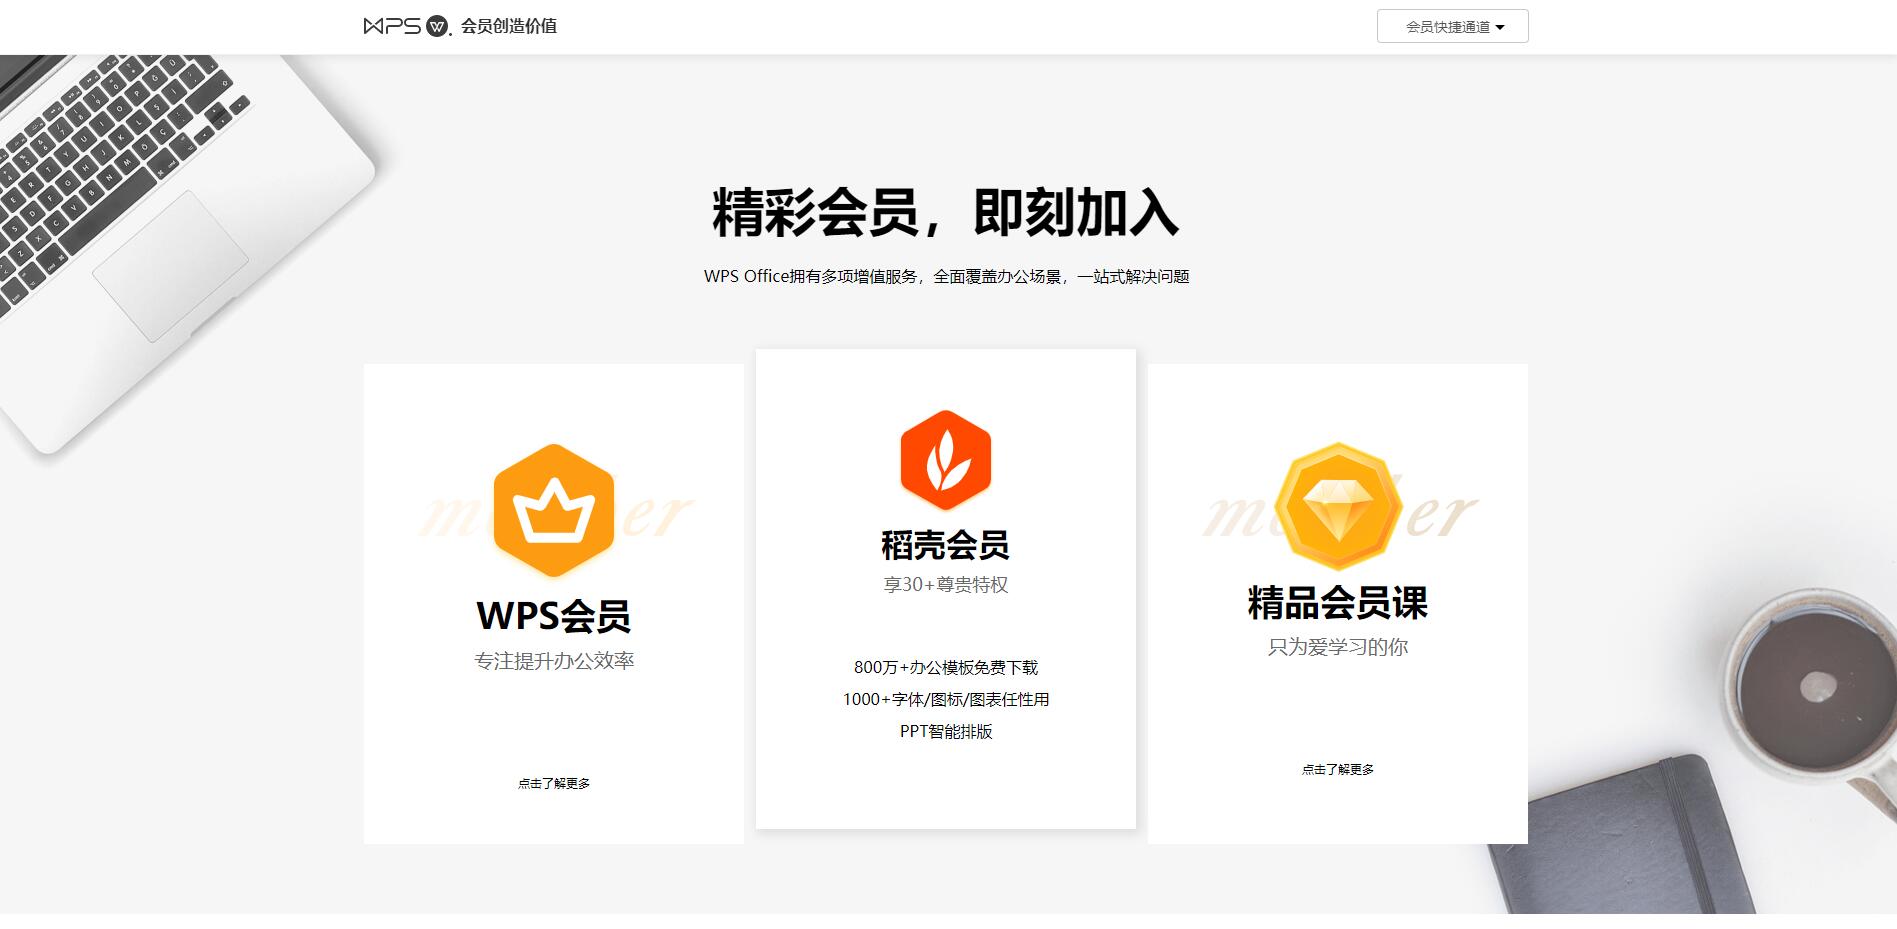 WPS 会员创造价值
会员快捷通道
精彩会员，即刻加入
WPS Office拥有多项增值服务，全面覆盖办公场景，一站式解决问题
WPS会员
专注提升办公效率
点击了解更多
稻壳会员
享30+尊贵特权
800万+办公模板免费下载
1000+字体/图标/图表任性用
PPT智能排版
精品会员课
只为爱学习的你
点击了解更多